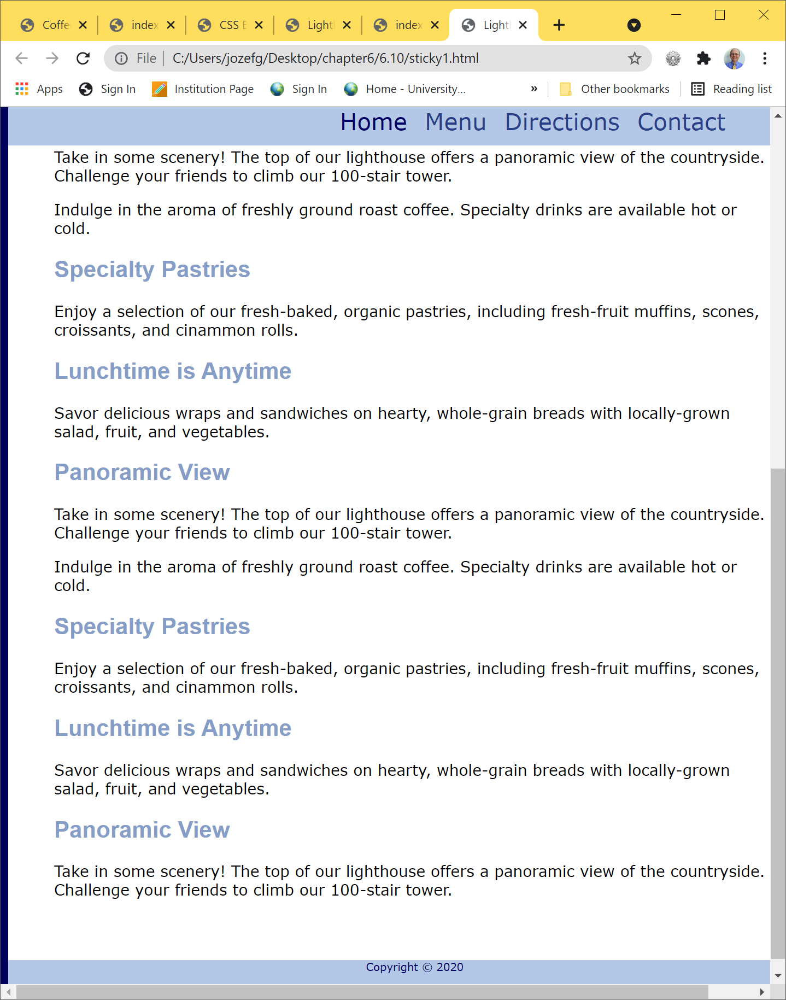 Coffe index CSS E Light index Light
File C:/Users/jozefg/Desktop/chapter6/6.10/sticky1.html
Apps Sign In Institution Page Sign In Home - University... » Other bookmarks Reading list
Home Menu Directions Contact
Take in some scenery! The top of our lighthouse offers a panoramic view of the countryside.
Challenge your friends to climb our 100-stair tower.
Indulge in the aroma of freshly ground roast coffee. Specialty drinks are available hot or
cold.
Specialty Pastries
Enjoy a selection of our fresh-baked, organic pastries, including fresh-fruit muffins, scones,
croissants, and cinammon rolls.
Lunchtime is Anytime
Savor delicious wraps and sandwiches on hearty, whole-grain breads with locally-grown
salad, fruit, and vegetables.
Panoramic View
Take in some scenery! The top of our lighthouse offers a panoramic view of the countryside.
Challenge your friends to climb our 100-stair tower.
Indulge in the aroma of freshly ground roast coffee. Specialty drinks are available hot or
cold.
Specialty Pastries
Enjoy a selection of our fresh-baked, organic pastries, including fresh-fruit muffins, scones,
croissants, and cinammon rolls.
Lunchtime is Anytime
Savor delicious wraps and sandwiches on hearty, whole-grain breads with locally-grown
salad, fruit, and vegetables.
Panoramic View
Take in some scenery! The top of our lighthouse offers a panoramic view of the countryside.
Challenge your friends to climb our 100-stair tower.
Copyright © 2020